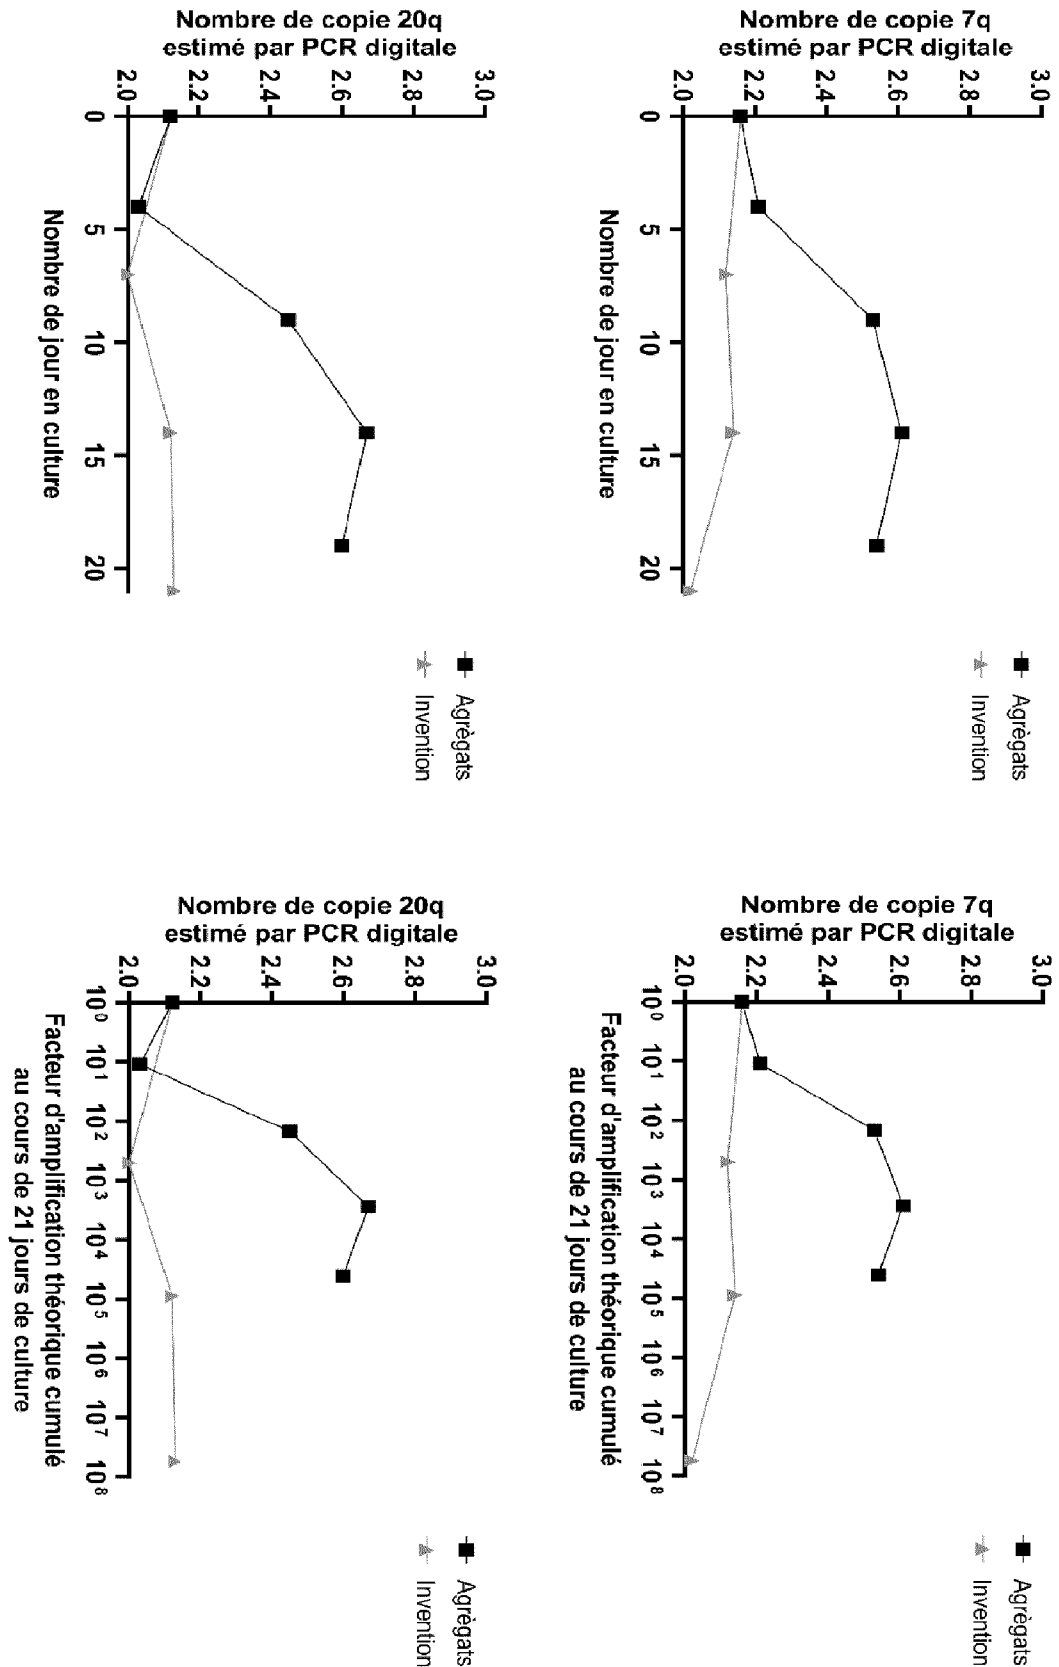 Nombre de copie 7q
estimé par PCR digitale
3.0
2.8
2.6
2.4
2.2
2.0
0
5
10
15
20
Nombre de jour en culture
Agrègats
Invention
Nombre de copie 7q
estimé par PCR digitale
3.0
2.8
2.6
2.4
2.2
2.0
10⁰
10¹
10²
10³
10⁴
10⁵
10⁶
10⁷
10⁸
Facteur d'amplification théorique cumulé
au cours de 21 jours de culture
Agrègats
Invention
Nombre de copie 20q
estimé par PCR digitale
3.0
2.8
2.6
2.4
2.2
2.0
0
5
10
15
20
Nombre de jour en culture
Agrègats
Invention
Nombre de copie 20q
estimé par PCR digitale
3.0
2.8
2.6
2.4
2.2
2.0
10⁰
10¹
10²
10³
10⁴
10⁵
10⁶
10⁷
10⁸
Facteur d'amplification théorique cumulé
au cours de 21 jours de culture
Agrègats
Invention